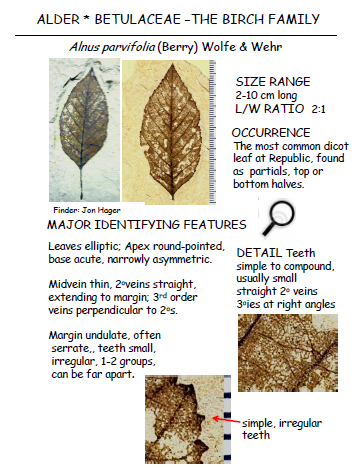 ALDER * BETULACEAE –THE BIRCH FAMILY
Alnus parvifolia (Berry) Wolfe & Wehr
SIZE RANGE
2-10 cm long
L/W RATIO 2:1
OCCURRENCE
The most common dicot
leaf at Republic, found
as partials, top or
bottom halves.
Finder: Jon Hager
MAJOR IDENTIFYING FEATURES
Leaves elliptic; Apex round-pointed,
base acute, narrowly asymmetric.
Midvein thin, 2ºveins straight,
extending to margin; 3rd order
veins perpendicular to 2ºs.
Margin undulate, often
serrate,, teeth small,
irregular, 1-2 groups,
can be far apart.
DETAIL Teeth
simple to compound,
usually small
straight 2º veins
3ºies at right angles
simple, irregular
teeth